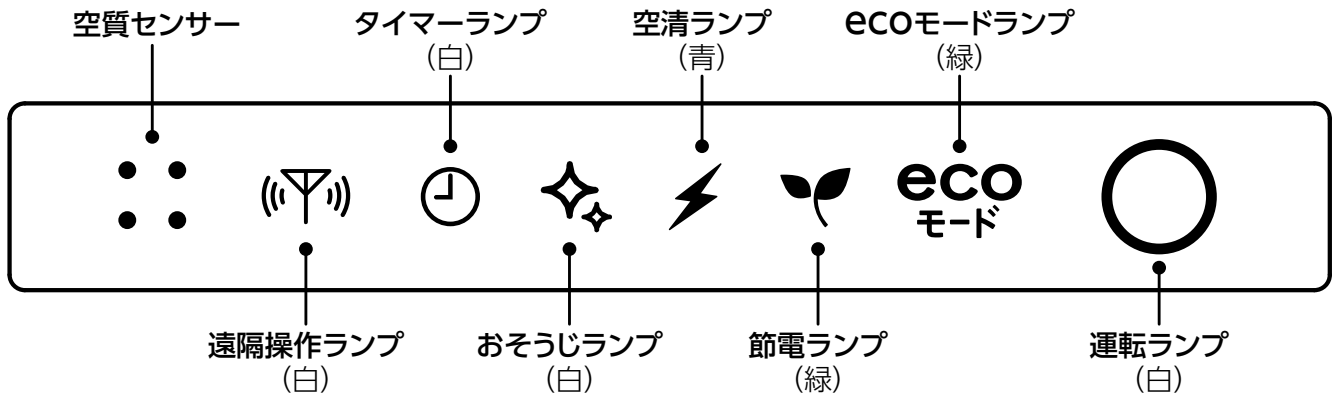 空質センサー
タイマーランプ
（白）
空清ランプ
（青）
ecoモードランプ
（緑）
eco
モード
遠隔操作ランプ
（白）
おそうじランプ
（白）
節電ランプ
（緑）
運転ランプ
（白）